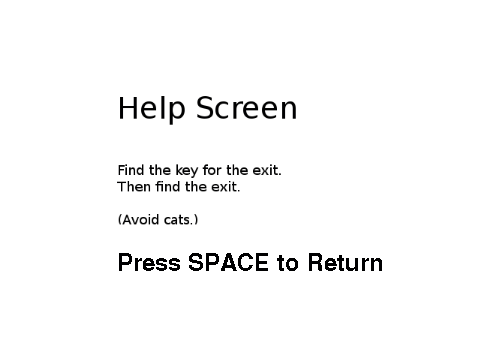 Help Screen
Find the key for the exit.
Then find the exit.
(Avoid cats.)
Press SPACE to Return